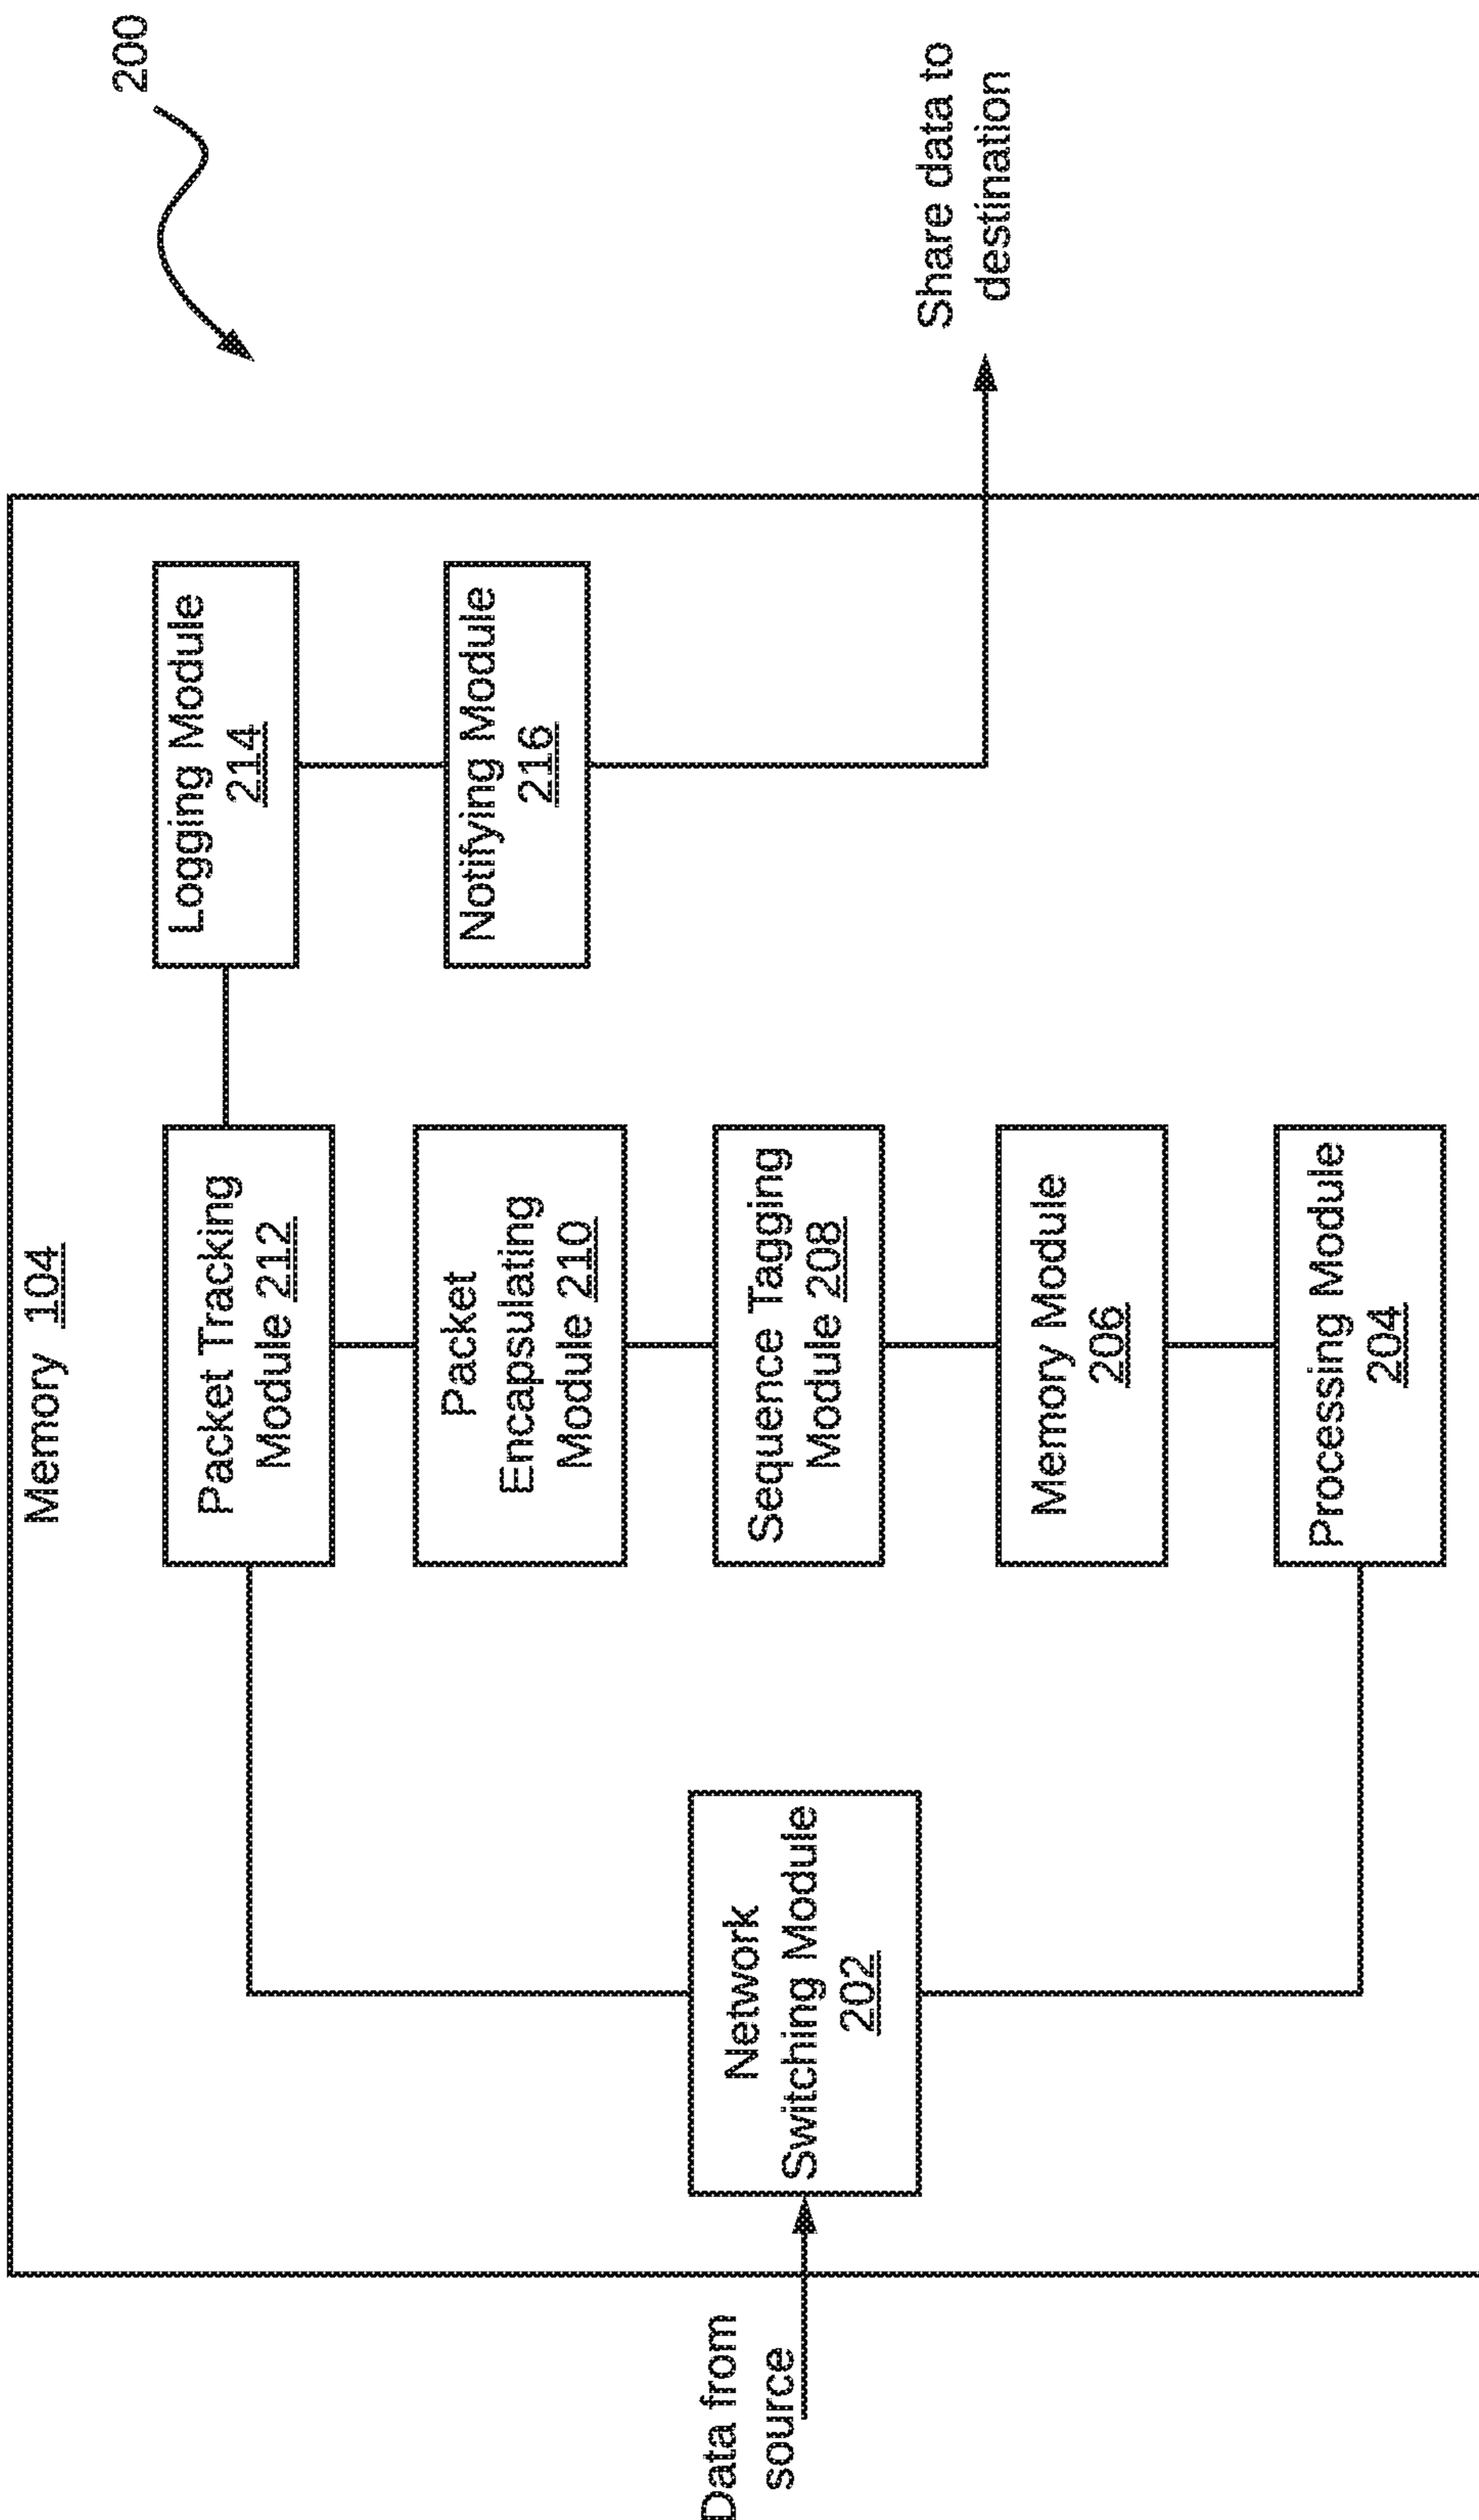 200
Memory 104
Data from
source
Network
Switching Module
202
Packet Tracking
Module 212
Packet
Encapsulating
Module 210
Sequence Tagging
Module 208
Memory Module
206
Processing Module
204
Logging Module
214
Notifying Module
216
Share data to
destination